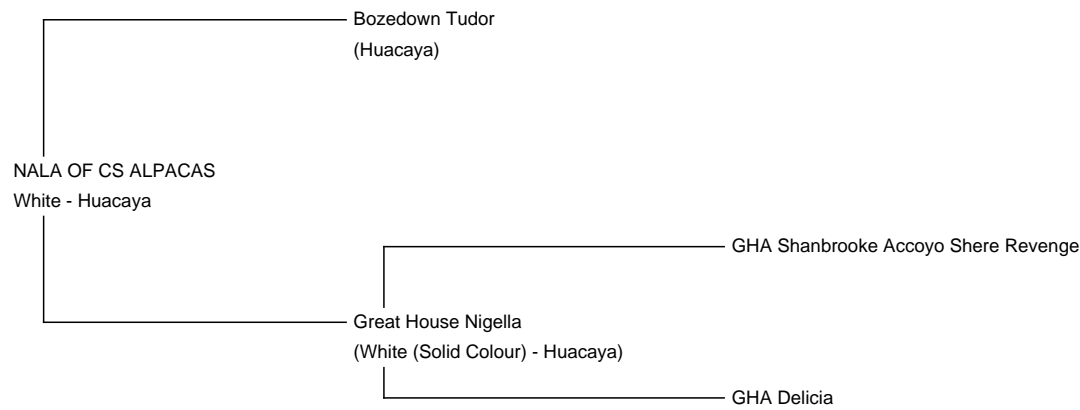 Bozedown Tudor
(Huacaya)
NALA OF CS ALPACAS
White - Huacaya
GHA Shanbrooke Accoyo Shere Revenge
Great House Nigella
(White (Solid Colour) - Huacaya)
GHA Delicia